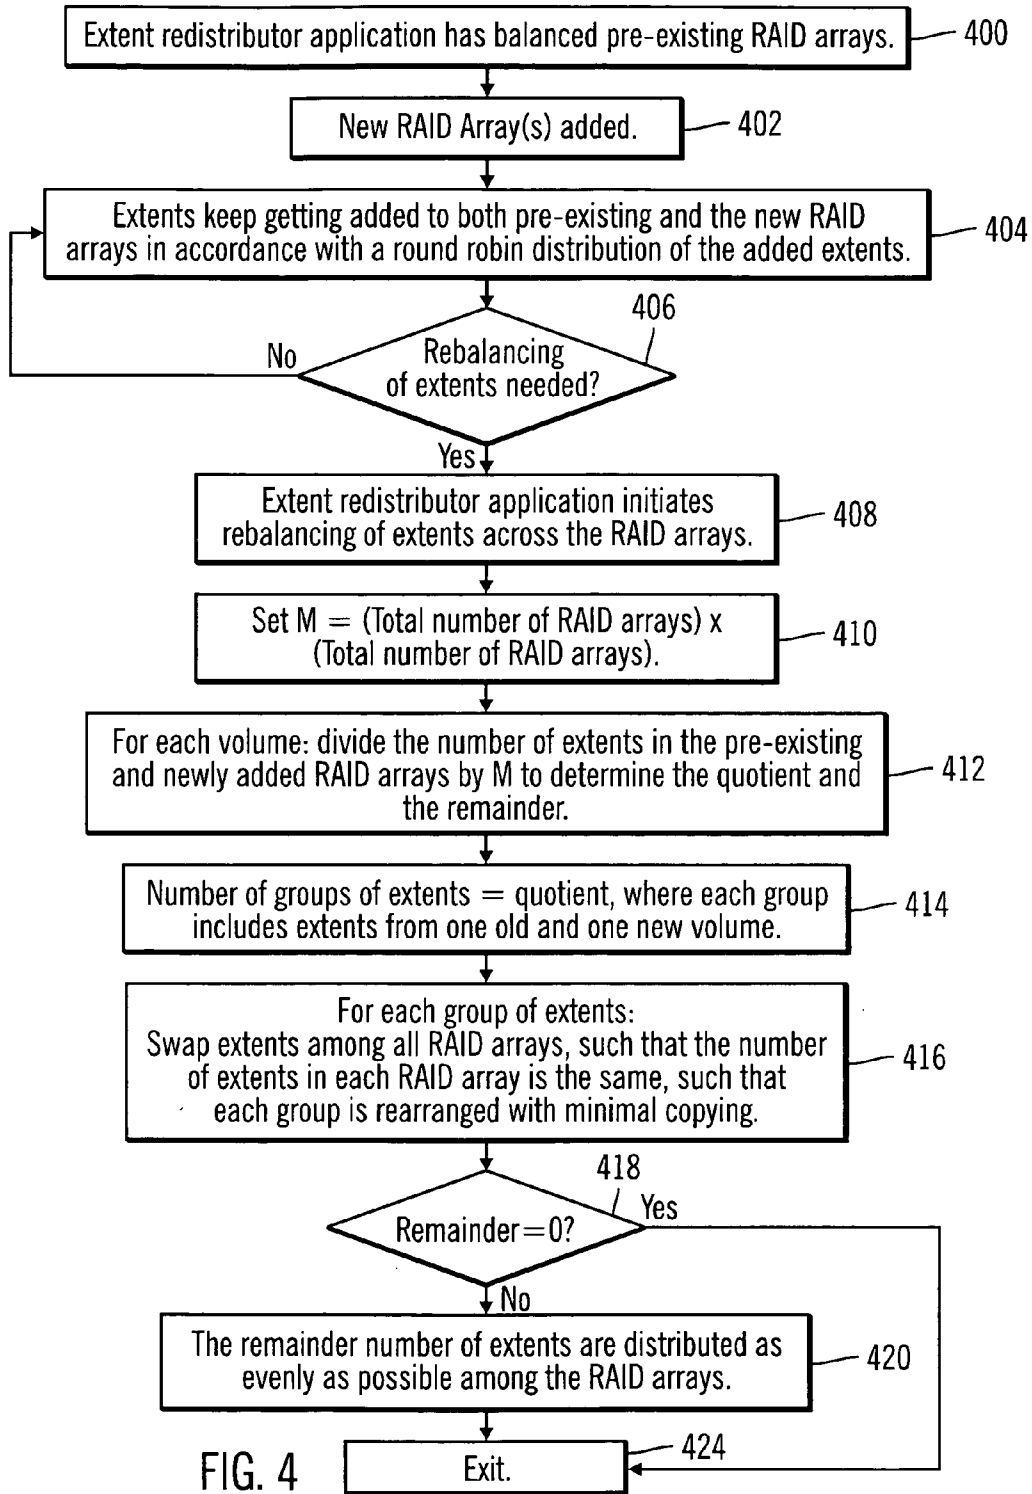 Extent redistributor application has balanced pre-existing RAID arrays.
400
New RAID Array(s) added.
402
Extents keep getting added to both pre-existing and the new RAID
arrays in accordance with a round robin distribution of the added extents.
404
406
No
Rebalancing
of extents needed?
Yes
Extent redistributor application initiates
rebalancing of extents across the RAID arrays.
408
Set M = (Total number of RAID arrays) x
(Total number of RAID arrays).
410
For each volume: divide the number of extents in the pre-existing
and newly added RAID arrays by M to determine the quotient and
the remainder.
412
Number of groups of extents = quotient, where each group
includes extents from one old and one new volume.
414
For each group of extents:
Swap extents among all RAID arrays, such that the number
of extents in each RAID array is the same, such that
each group is rearranged with minimal copying.
416
418
Yes
Remainder=0?
No
The remainder number of extents are distributed as
evenly as possible among the RAID arrays.
420
Exit.
424
FIG. 4